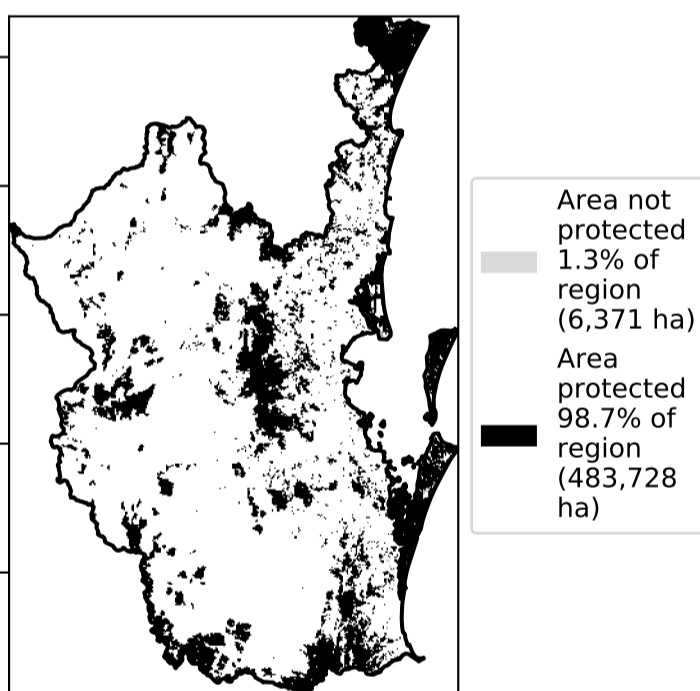 Area not
protected
1.3% of
region
(6,371 ha)
Area
protected
98.7% of
region
(483,728
ha)